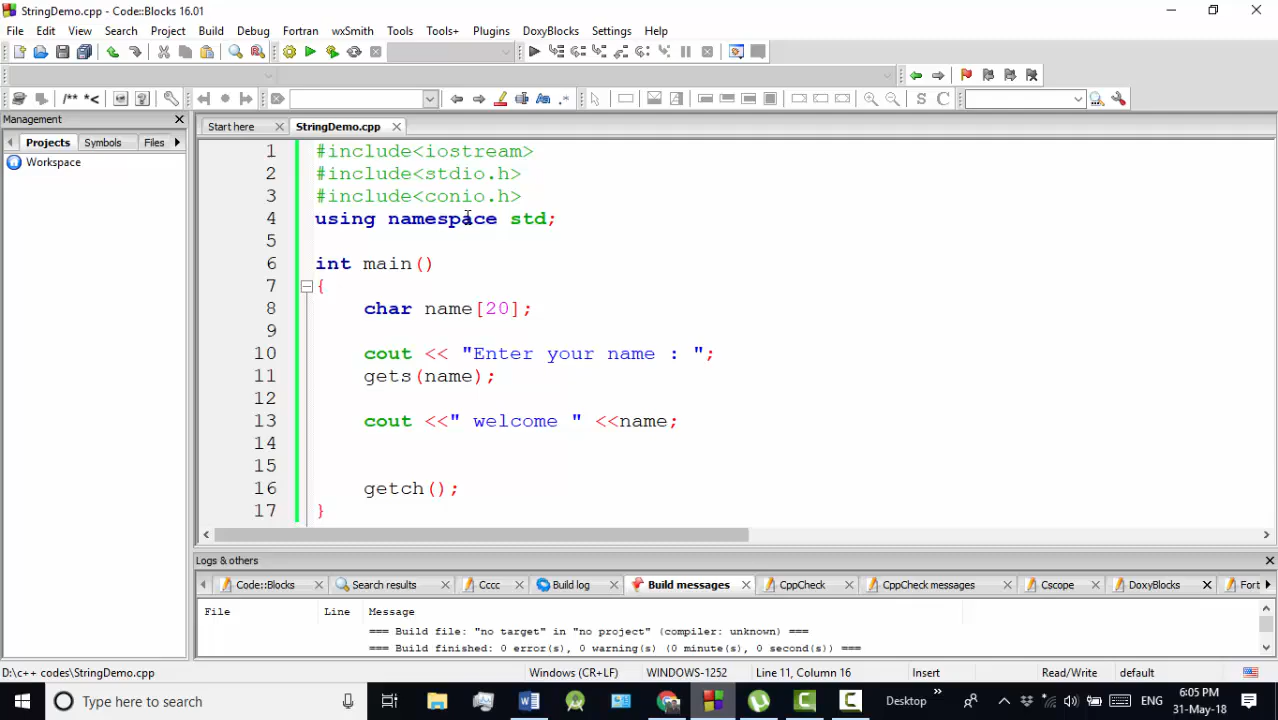 StringDemo.cpp - Code::Blocks 16.01
File Edit View Search Project Build Debug Fortran wxSmith Tools Tools+ Plugins DoxyBlocks Settings Help
/** *< S C
Management
Start here StringDemo.cpp
Projects Symbols Files
Workspace
1 #include<iostream>
2 #include<stdio.h>
3 #include<conio.h>
4 using namespace std;
5
6 int main()
7 {
8 char name[20];
9
10 cout << "Enter your name : ";
11 gets(name);
12
13 cout <<" welcome " <<name;
14
15
16 getch();
17 }
Logs & others
Code::Blocks Search results Cccc Build log Build messages CppCheck CppCheck messages Cscope DoxyBlocks Fort
File Line Message
=== Build file: "no target" in "no project" (compiler: unknown) ===
=== Build finished: 0 error(s), 0 warning(s) (0 minute(s), 0 second(s)) ===
D:\c++ codes\StringDemo.cpp Windows (CR+LF) WINDOWS-1252 Line 11, Column 16 Insert Read/Write default
Type here to search Desktop » ENG 6:05 PM
31-May-18